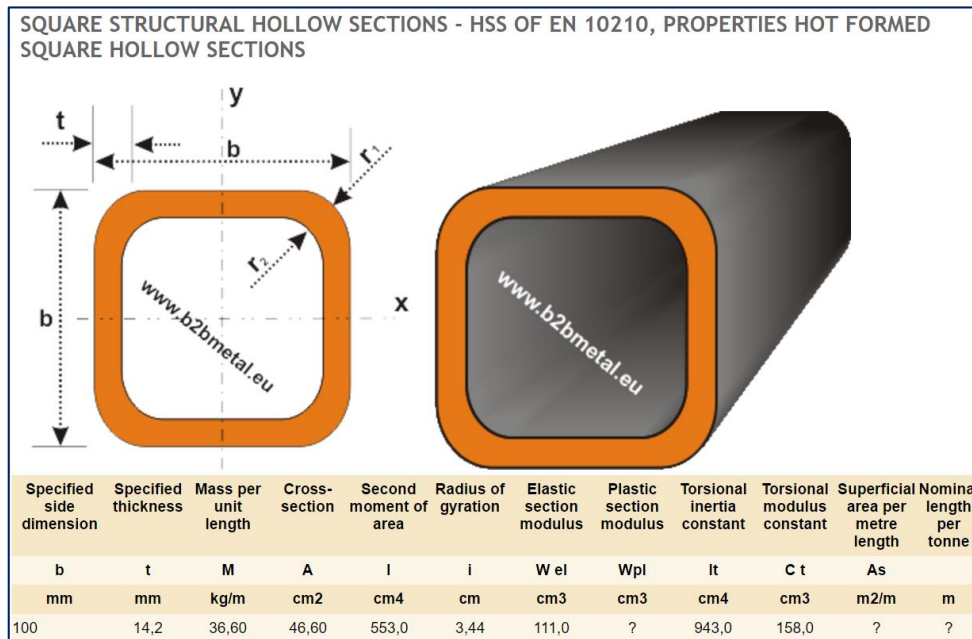 SQUARE STRUCTURAL HOLLOW SECTIONS - HSS OF EN 10210, PROPERTIES HOT FORMED
SQUARE HOLLOW SECTIONS
y
t
b
r1
r2
b
x
www.b2bmetal.eu
www.b2bmetal.eu
Specified side dimension Specified thickness Mass per unit length Cross-section Second moment of area Radius of gyration Elastic section modulus Plastic section modulus Torsional inertia constant Torsional modulus constant Superficial area per metre length Nomina length per tonne
b t M A I i W el Wpl It C t As
mm mm kg/m cm2 cm4 cm cm3 cm3 cm4 cm3 m2/m m
100 14,2 36,60 46,60 553,0 3,44 111,0 ? 943,0 158,0 ? ?